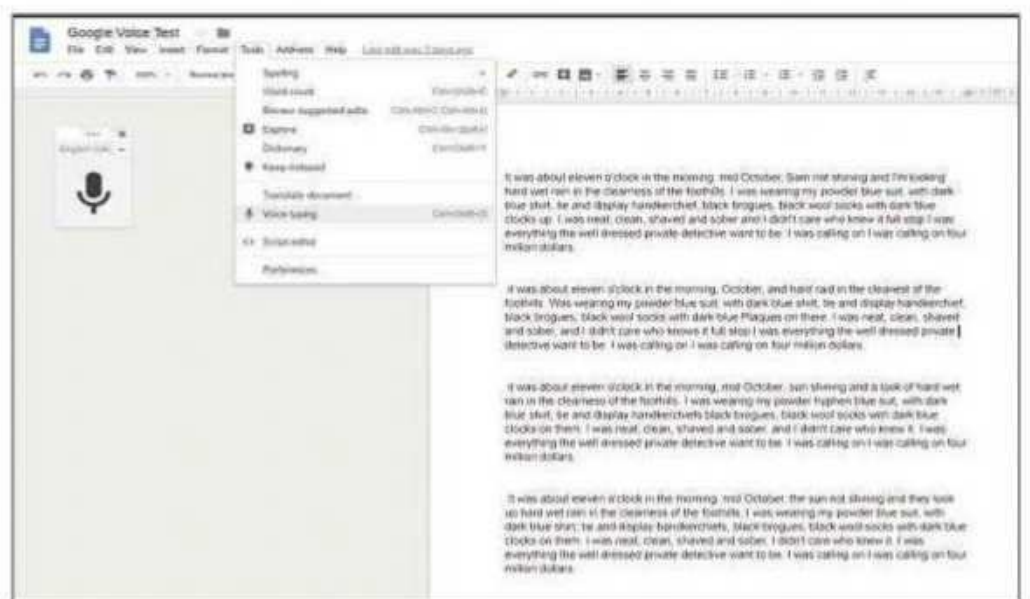 Google Voice Test
File Edit View Insert Format Tools Address Help Last edit was 2 days ago
100%
Spelling
Word count
Review suggested edits
Explore
Dictionary
Keep notepad
Translate document
Voice typing
Script editor
Preferences
English
It was about eleven o'clock in the morning, mid October, Sam not shining and I'm looking
hard wet rain in the clearness of the foothills. I was wearing my powder blue suit, with dark
blue shirt, tie and display handkerchief, black brogues, black wool socks with dark blue
clocks up. I was neat, clean, shaved and sober and I didn't care who knew it full stop I was
everything the well dressed private detective want to be. I was calling on I was calling on four
million dollars.
it was about eleven o'clock in the morning, October, and hard raid in the cleanest of the
foothills. Was wearing my powder blue suit, with dark blue shirt, tie and display handkerchief,
black brogues, black wool socks with dark blue Plaques on there. I was neat, clean, shaved
and sober, and I didn't care who knows it full stop I was everything the well dressed private
detective want to be. I was calling on I was calling on four million dollars.
it was about eleven o'clock in the morning, mid October, sun shining and a look of hard wet
rain in the clearness of the foothills. I was wearing my powder hyphen blue suit, with dark
blue shirt, tie and display handkerchiefs black brogues, black wool socks with dark blue
clocks on them. I was neat, clean, shaved and sober, and I didn't care who knew it. I was
everything the well dressed private detective want to be. I was calling on I was calling on four
million dollars.
It was about eleven o'clock in the morning, mid October, the sun not shining and they look
up hard wet rain in the clearness of the foothills. I was wearing my powder blue suit, with
dark blue shirt, tie and display handkerchiefs, black brogues, black wool socks with dark blue
clocks on them. I was neat, clean, shaved and sober. I didn't care who knew it. I was
everything the well dressed private detective want to be. I was calling on I was calling on four
million dollars.